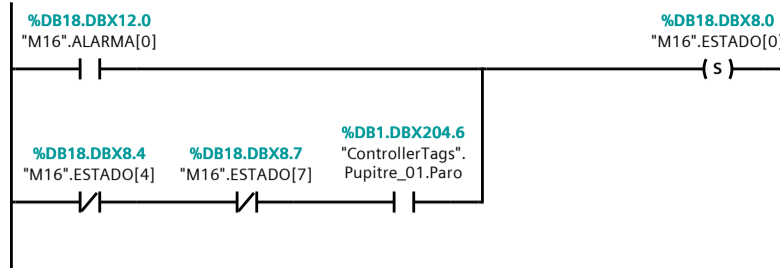 %DB18.DBX12.0
"M16".ALARMA[0]
%DB18.DBX8.0
"M16".ESTADO[0]
S
%DB18.DBX8.4
"M16".ESTADO[4]
%DB18.DBX8.7
"M16".ESTADO[7]
%DB1.DBX204.6
"ControllerTags".
Pupitre_01.Paro